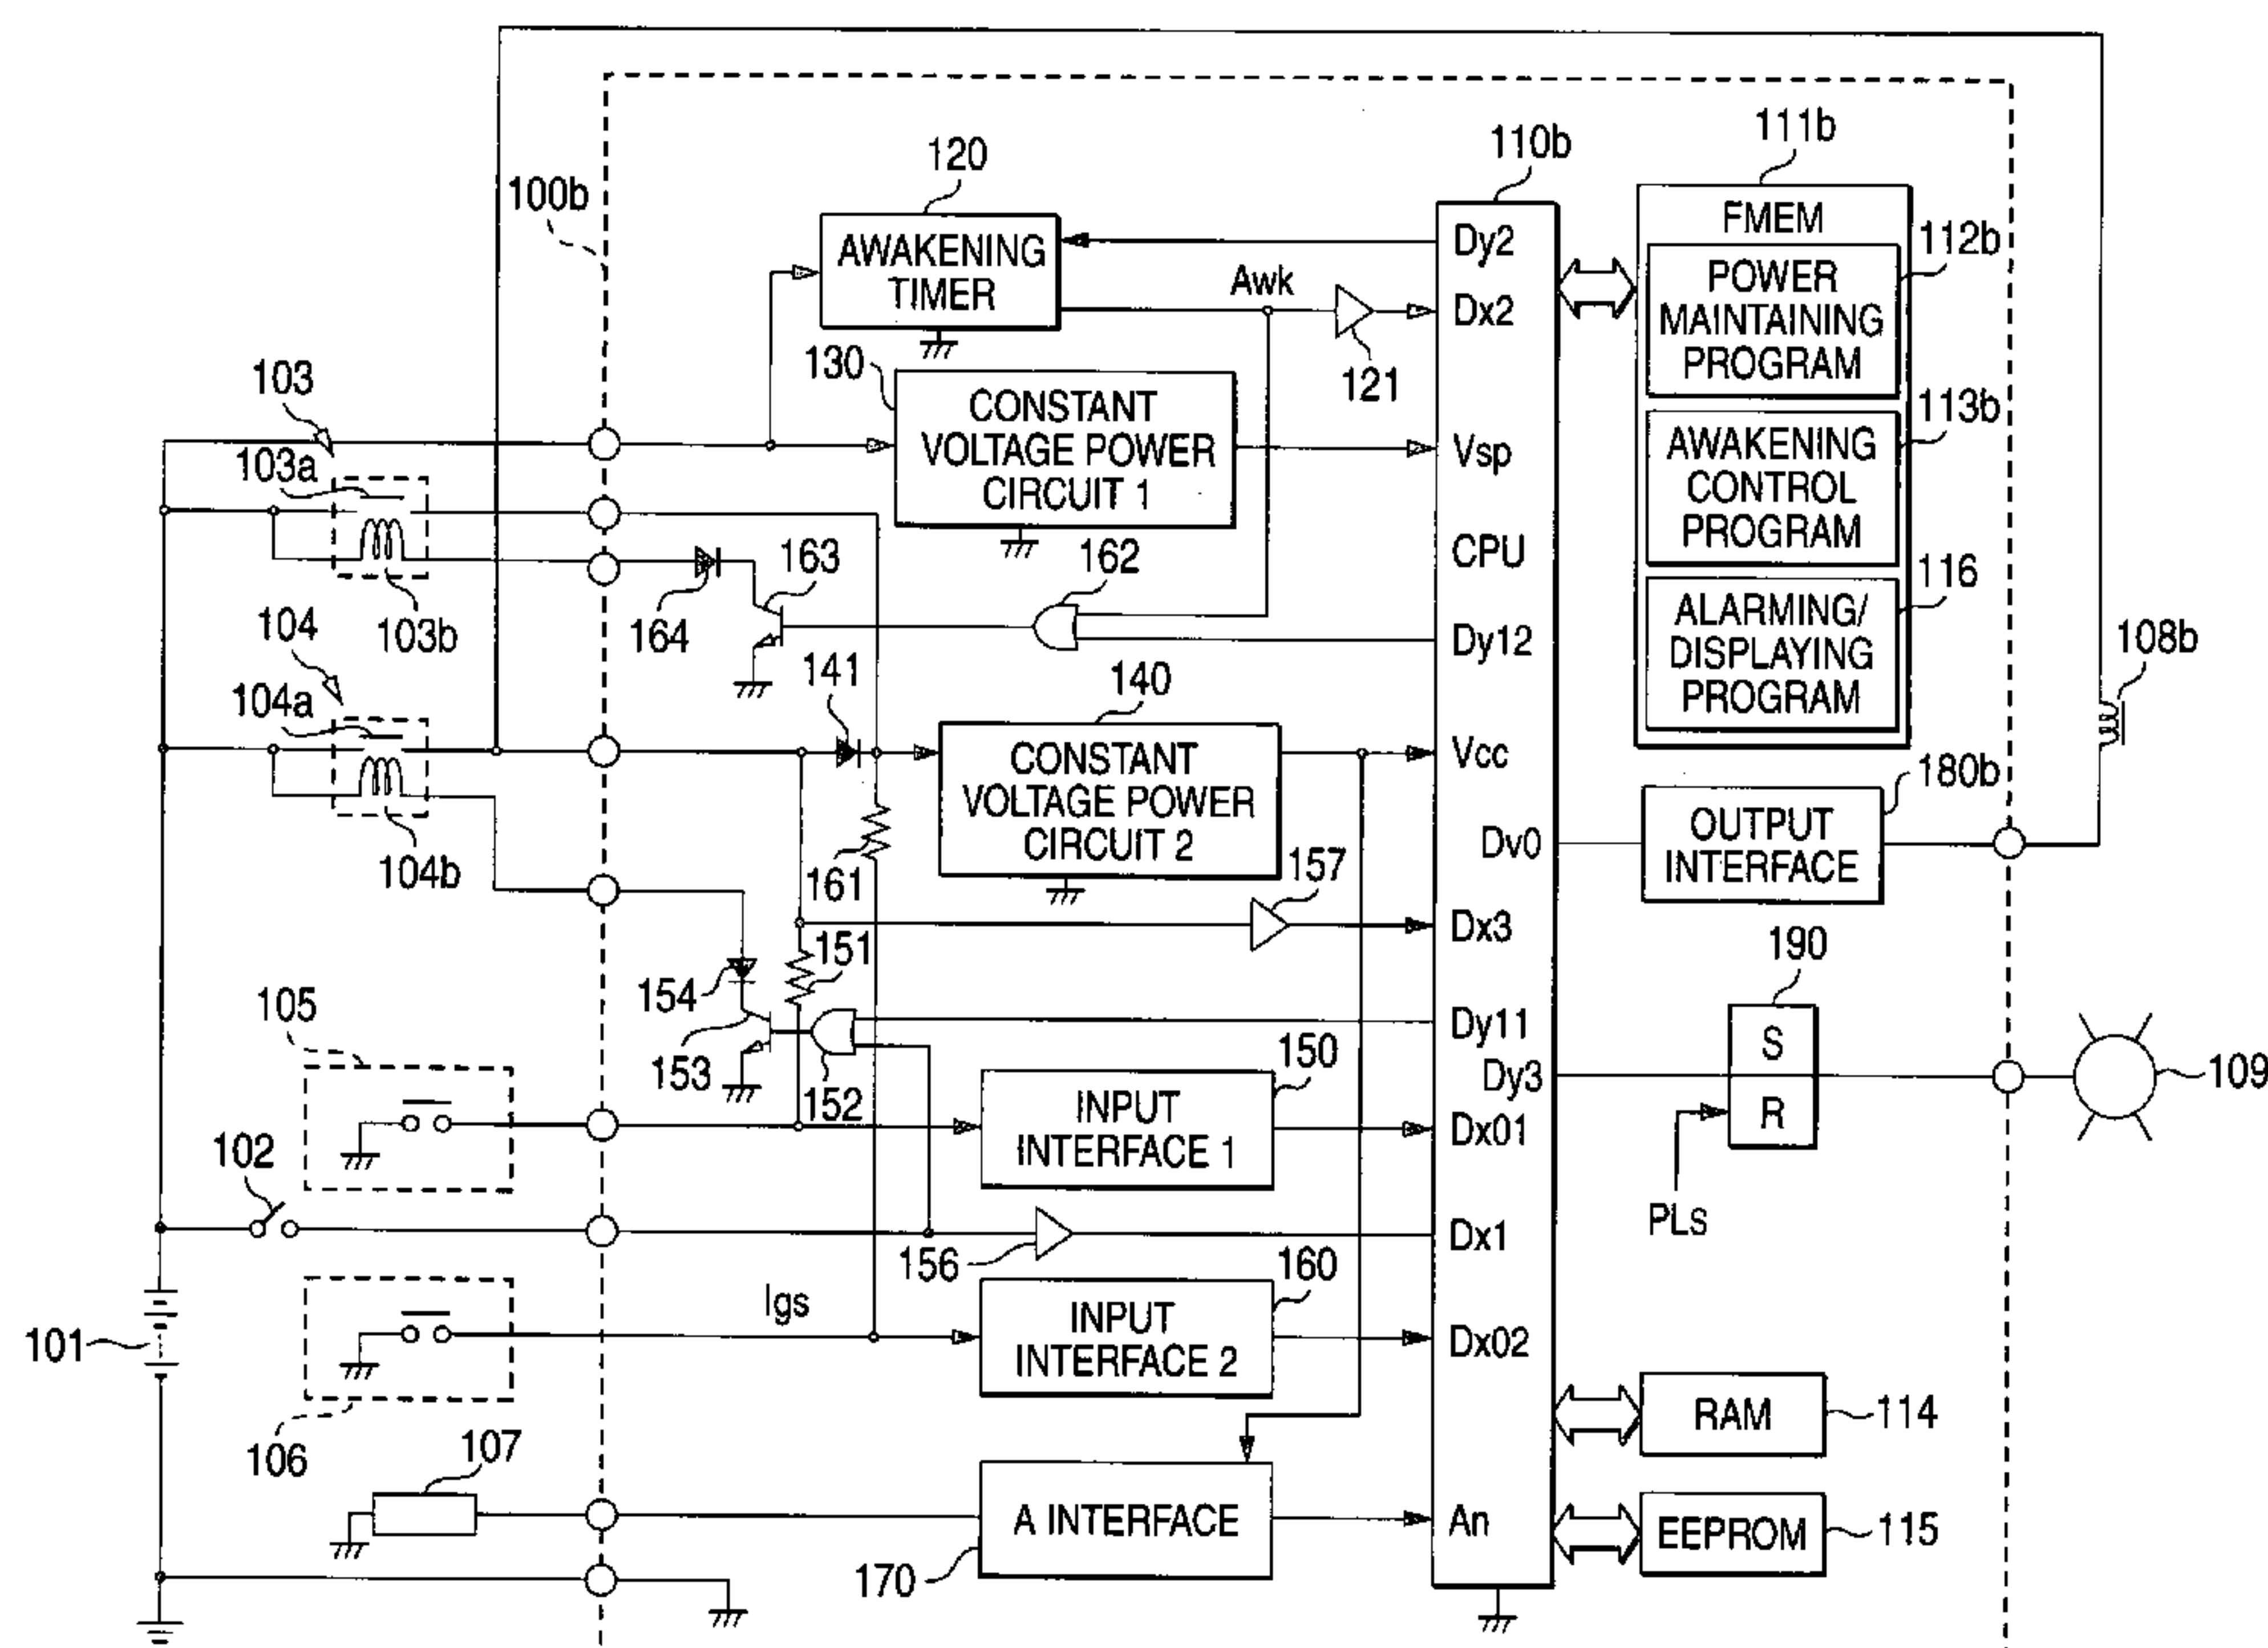 100b
120
AWAKENING
TIMER
Awk
121
110b
111b
FMEM
112b
POWER
MAINTAINING
PROGRAM
113b
AWAKENING
CONTROL
PROGRAM
116
ALARMING/
DISPLAYING
PROGRAM
Dy2
Dx2
Vsp
CPU
Dy12
Vcc
Dv0
Dx3
Dy11
Dy3
Dx01
Dx1
Dx02
An
130
CONSTANT
VOLTAGE POWER
CIRCUIT 1
103
103a
103b
164
163
162
104
104a
104b
141
140
CONSTANT
VOLTAGE POWER
CIRCUIT 2
161
157
108b
180b
OUTPUT
INTERFACE
151
154
153
152
105
150
INPUT
INTERFACE 1
190
S
R
PLs
109
102
156
160
Igs
INPUT
INTERFACE 2
101
106
107
A INTERFACE
170
RAM
114
EEPROM
115